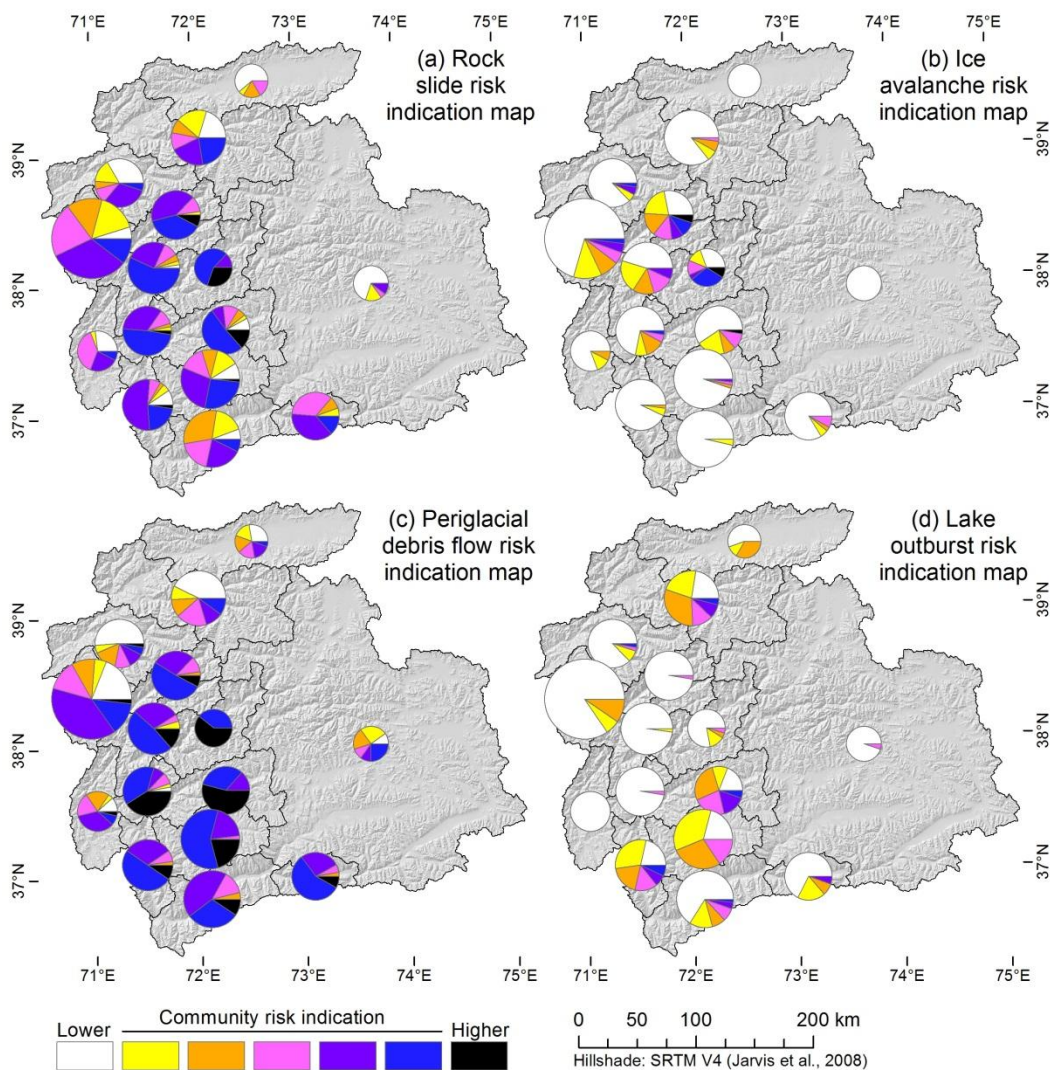 71°E 72°E 73°E 74°E 75°E 71°E 72°E 73°E 74°E 75°E
(a) Rock
slide risk
indication map
(b) Ice
avalanche risk
indication map
39°N
38°N
37°N
39°N
38°N
37°N
(c) Periglacial
debris flow risk
indication map
(d) Lake
outburst risk
indication map
39°N
38°N
37°N
39°N
38°N
37°N
71°E 72°E 73°E 74°E 75°E 71°E 72°E 73°E 74°E 75°E
Lower Community risk indication Higher
0 50 100 200 km
Hillshade: SRTM V4 (Jarvis et al., 2008)